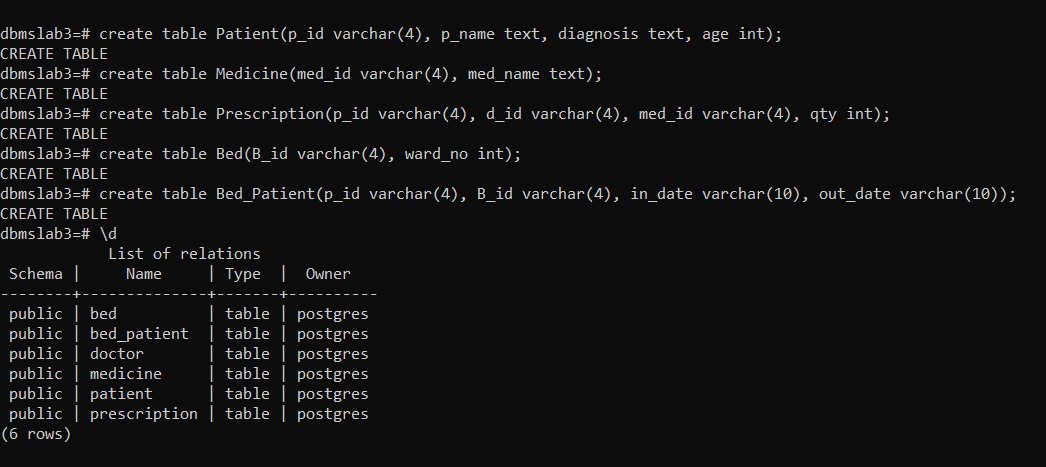 dbmslab3=# create table Patient(p_id varchar(4), p_name text, diagnosis text, age int);
CREATE TABLE
dbmslab3=# create table Medicine(med_id varchar(4), med_name text);
CREATE TABLE
dbmslab3=# create table Prescription(p_id varchar(4), d_id varchar(4), med_id varchar(4), qty int);
CREATE TABLE
dbmslab3=# create table Bed(B_id varchar(4), ward_no int);
CREATE TABLE
dbmslab3=# create table Bed_Patient(p_id varchar(4), B_id varchar(4), in_date varchar(10), out_date varchar(10));
CREATE TABLE
dbmslab3=# \d
            List of relations
 Schema |     Name     | Type  |  Owner
--------+--------------+-------+----------
 public | bed          | table | postgres
 public | bed_patient  | table | postgres
 public | doctor       | table | postgres
 public | medicine     | table | postgres
 public | patient      | table | postgres
 public | prescription | table | postgres
(6 rows)